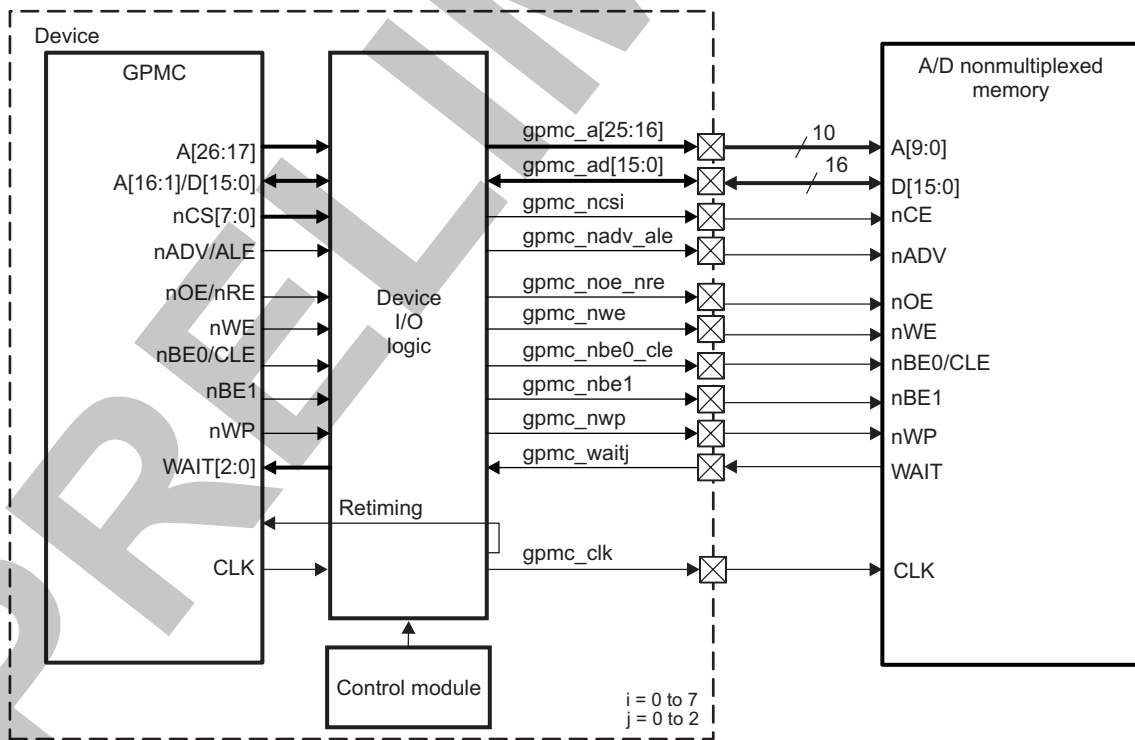 Device
GPMC
A/D nonmultiplexed
memory
A[26:17]
gpmc_a[25:16]
10
A[9:0]
A[16:1]/D[15:0]
gpmc_ad[15:0]
16
D[15:0]
nCS[7:0]
gpmc_ncsi
nCE
nADV/ALE
gpmc_nadv_ale
nADV
nOE/nRE
gpmc_noe_nre
nOE
nWE
gpmc_nwe
nWE
nBE0/CLE
gpmc_nbe0_cle
nBE0/CLE
nBE1
gpmc_nbe1
nBE1
nWP
gpmc_nwp
nWP
WAIT[2:0]
gpmc_waitj
WAIT
Device
I/O
logic
Retiming
CLK
gpmc_clk
CLK
Control module
i = 0 to 7
j = 0 to 2
PRELIM